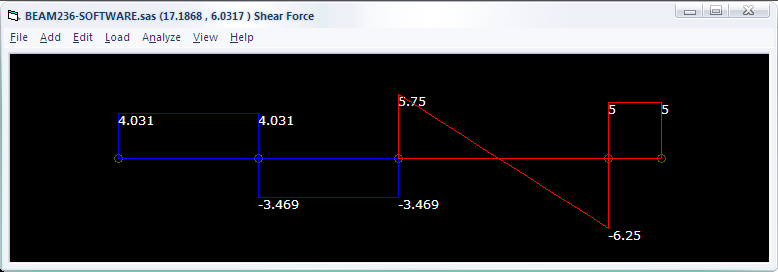 BEAM236-SOFTWARE.sas (17.1868 , 6.0317 ) Shear Force
File Add Edit Load Analyze View Help
4.031 4.031 5.75 5 5
-3.469 -3.469 -6.25